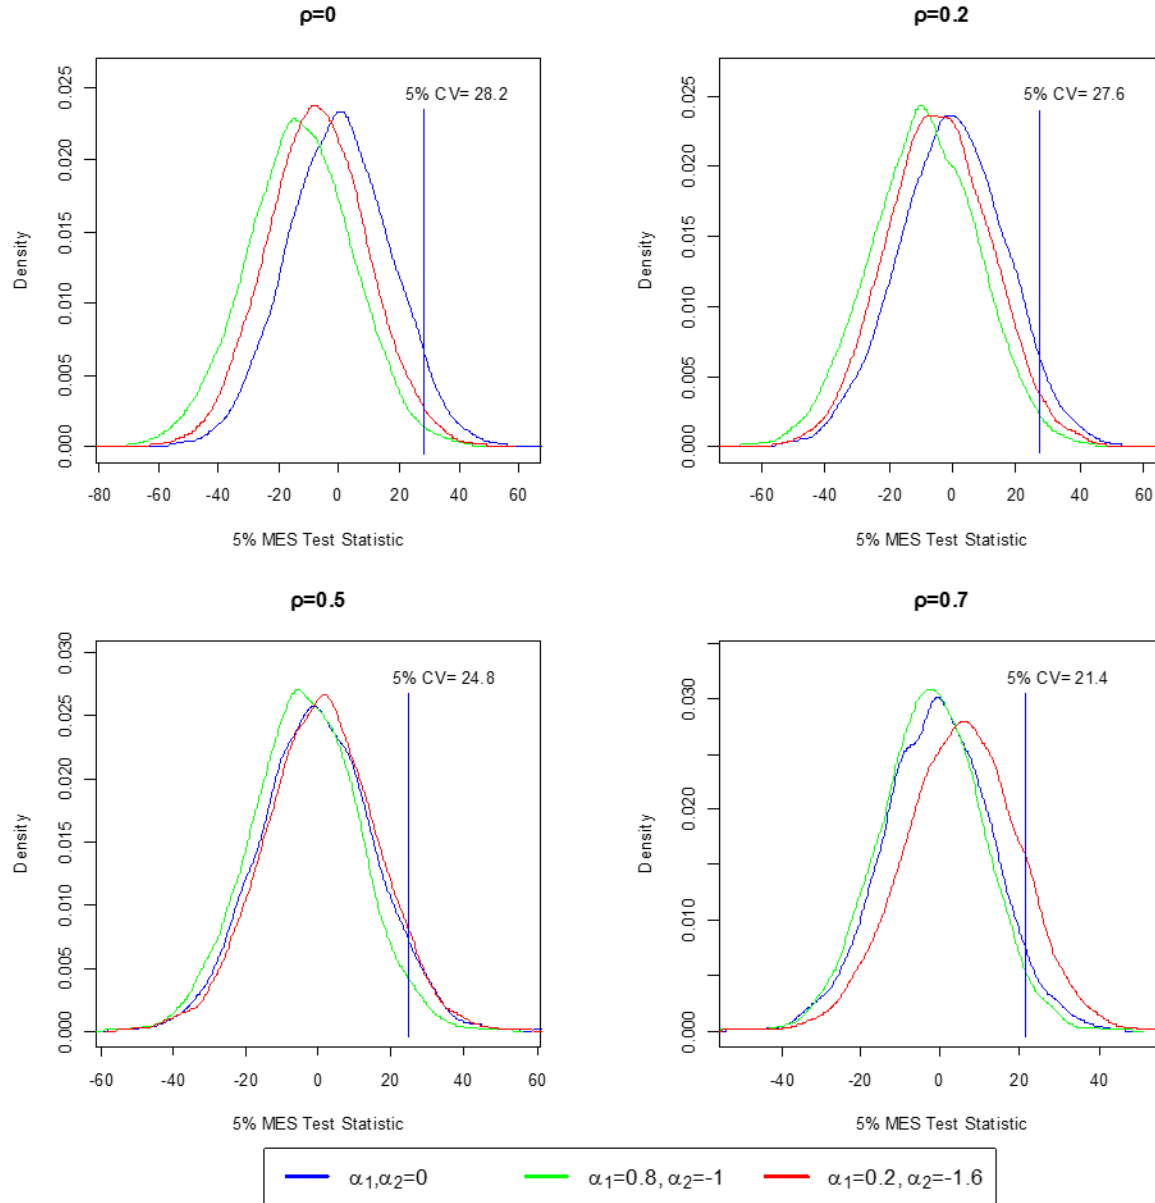 ρ=0
5% CV= 28.2
Density
0.000 0.005 0.010 0.015 0.020 0.025
-80 -60 -40 -20 0 20 40 60
5% MES Test Statistic
ρ=0.2
5% CV= 27.6
Density
0.000 0.005 0.010 0.015 0.020 0.025
-60 -40 -20 0 20 40 60
5% MES Test Statistic
ρ=0.5
5% CV= 24.8
Density
0.000 0.005 0.010 0.015 0.020 0.025 0.030
-60 -40 -20 0 20 40 60
5% MES Test Statistic
ρ=0.7
5% CV= 21.4
Density
0.000 0.010 0.020 0.030
-40 -20 0 20 40
5% MES Test Statistic
α₁,α₂=0 α₁=0.8, α₂=-1 α₁=0.2, α₂=-1.6